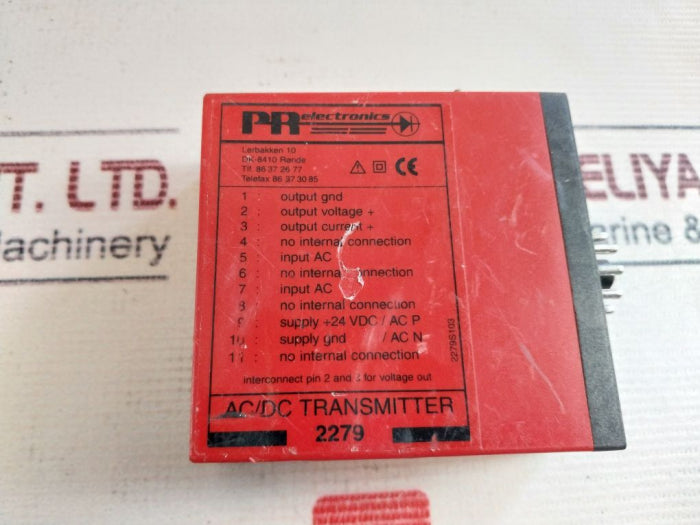 PR electronics
Lerbakken 10
DK-8410 Rønde
Tlf. 86 37 26 77
Telefax 86 37 30 85
CE
1 : output gnd
2 : output voltage +
3 : output current +
4 : no internal connection
5 : input AC
6 : no internal connection
7 : input AC
8 : no internal connection
9 : supply +24 VDC / AC P
10 : supply gnd / AC N
11 : no internal connection
interconnect pin 2 and 3 for voltage out
2279S103
AC/DC TRANSMITTER
2279
T. LTD.
Machinery
ELIYA
rine &